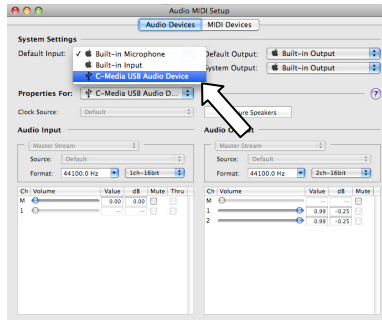 Audio MIDI Setup
Audio Devices MIDI Devices
System Settings
Default Input: ✓ Built-in Microphone
Built-in Input
C-Media USB Audio Device
Default Output: Built-in Output
System Output: Built-in Output
Properties For: C-Media USB Audio D... ?
Clock Source: Default
Speakers
Audio Input
Audio
Master Stream
Source: Default
Format: 44100.0 Hz 1ch-16bit
Ch Volume Value dB Mute Thru
M 0.00 0.00
1 -- --
Master Stream
Source: Default
Format: 44100.0 Hz 2ch-16bit
Ch Volume Value dB Mute
M -- --
1 0.99 -0.25
2 0.99 -0.25